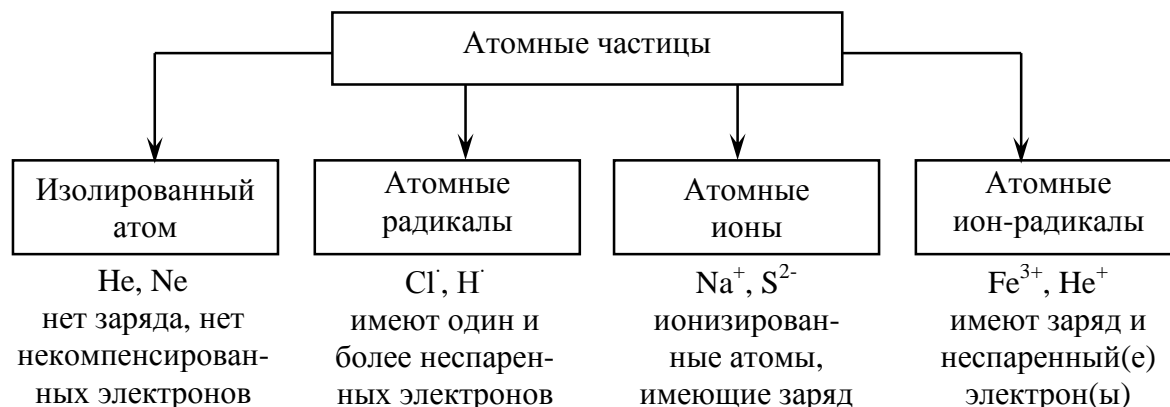 Атомные частицы
Изолированный
атом
Не, Ne
нет заряда, нет
некомпенсирован-
ных электронов
Атомные
радикалы
Cl˙, H˙
имеют один и
более неспарен-
ных электронов
Атомные
ионы
Na⁺, S²⁻
ионизирован-
ные атомы,
имеющие заряд
Атомные
ион-радикалы
Fe³⁺, He⁺
имеют заряд и
неспаренный(е)
электрон(ы)